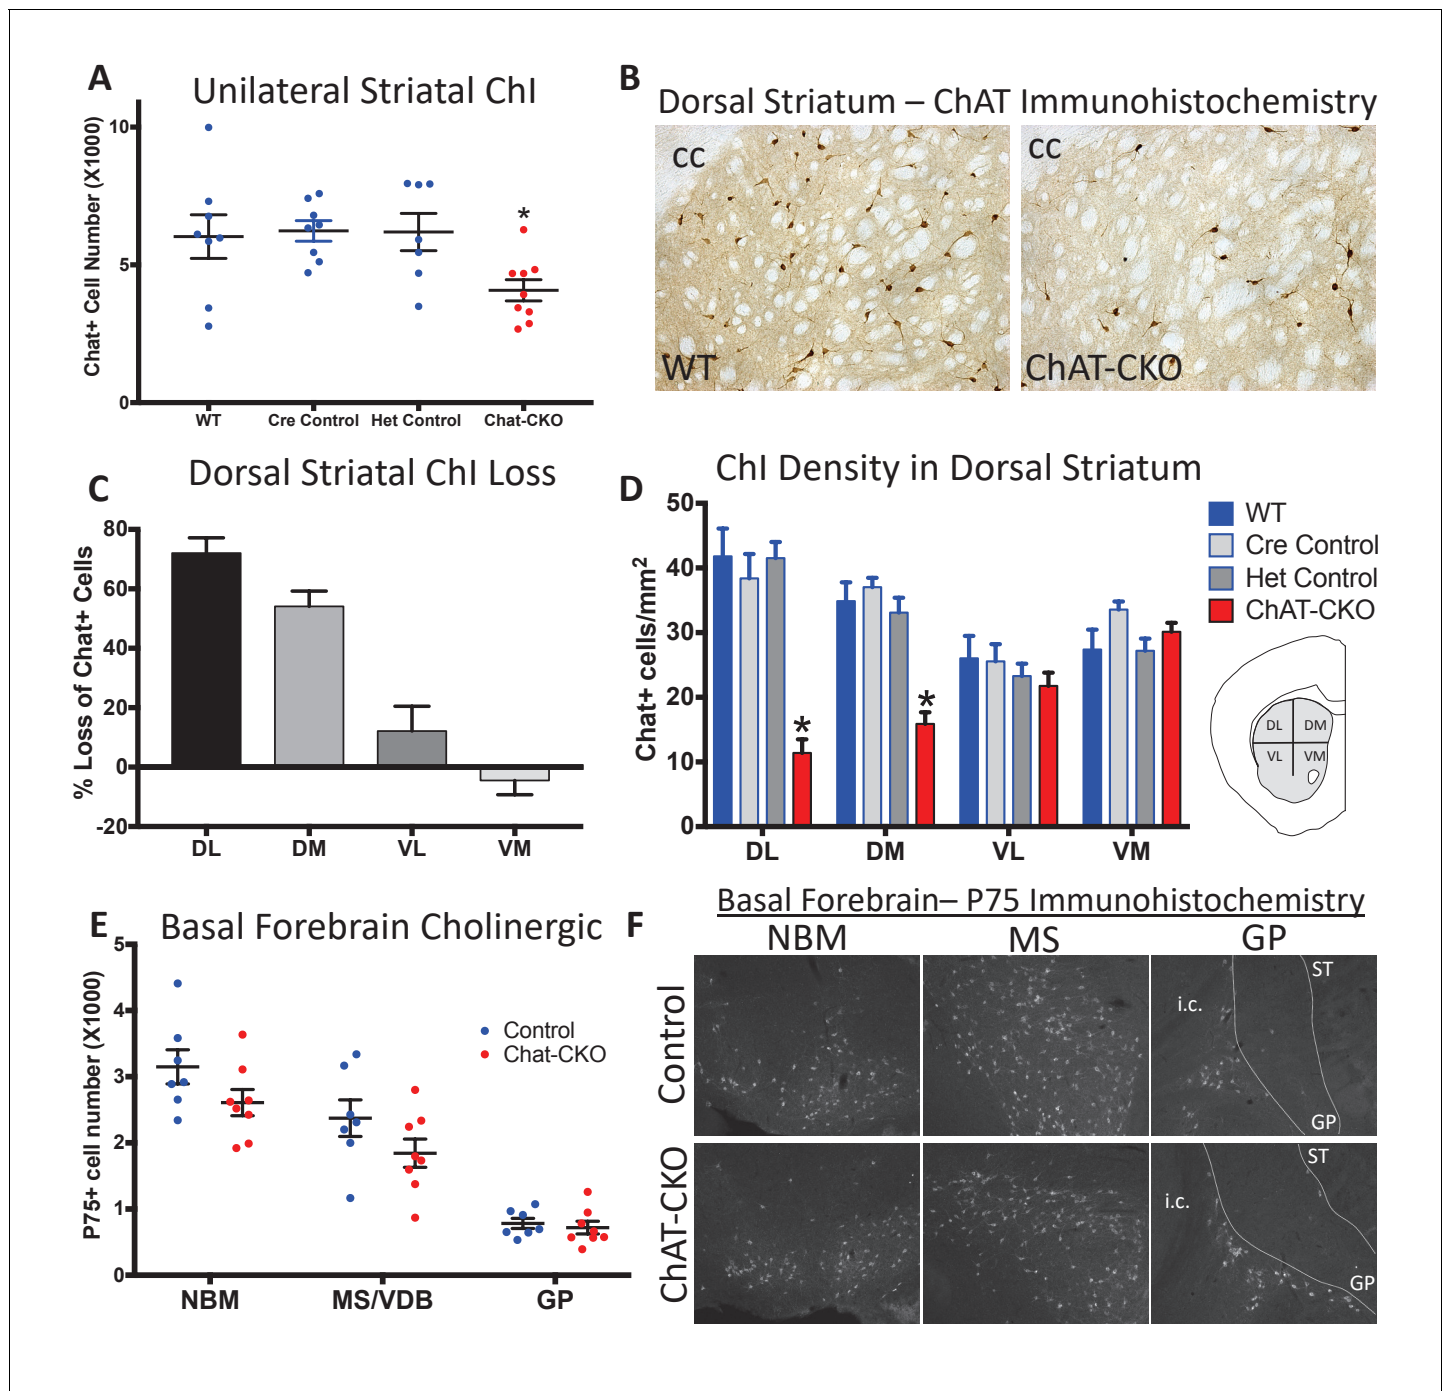 A
Unilateral Striatal ChI
Chat+ Cell Number (X1000)
10
5
0
*
WT
Cre Control
Het Control
Chat-CKO
B
Dorsal Striatum – ChAT Immunohistochemistry
cc
WT
cc
ChAT-CKO
C
Dorsal Striatal ChI Loss
% Loss of Chat+ Cells
80
60
40
20
0
-20
DL
DM
VL
VM
D
ChI Density in Dorsal Striatum
Chat+ cells/mm2
50
40
30
20
10
0
*
*
DL
DM
VL
VM
WT
Cre Control
Het Control
ChAT-CKO
DL
DM
VL
VM
E
Basal Forebrain Cholinergic
P75+ cell number (X1000)
5
4
3
2
1
0
Control
Chat-CKO
NBM
MS/VDB
GP
F
Basal Forebrain– P75 Immunohistochemistry
NBM
MS
GP
Control
ST
i.c.
GP
ChAT-CKO
ST
i.c.
GP